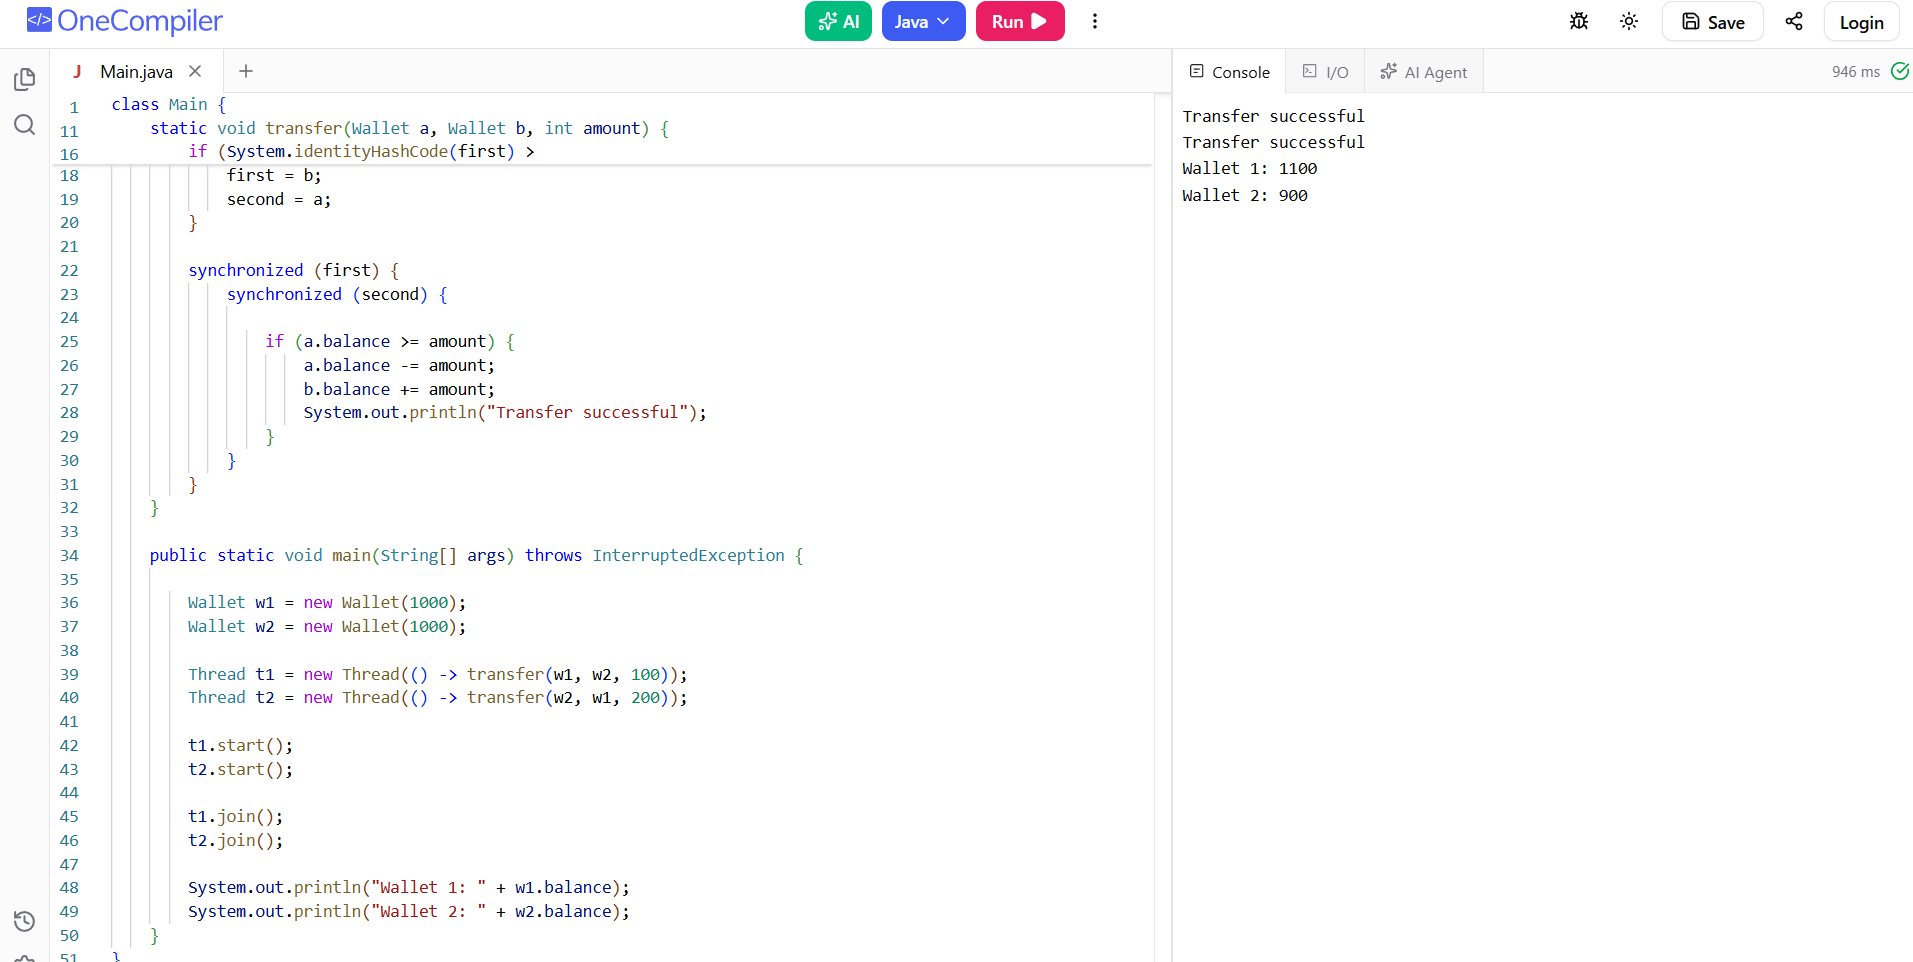 </> OneCompiler
AI
Java
Run
Save
Login
J Main.java
Console
I/O
AI Agent
946 ms
1 class Main {
11 static void transfer(Wallet a, Wallet b, int amount) {
16 if (System.identityHashCode(first) >
18 first = b;
19 second = a;
20 }
21
22 synchronized (first) {
23 synchronized (second) {
24
25 if (a.balance >= amount) {
26 a.balance -= amount;
27 b.balance += amount;
28 System.out.println("Transfer successful");
29 }
30 }
31 }
32 }
33
34 public static void main(String[] args) throws InterruptedException {
35
36 Wallet w1 = new Wallet(1000);
37 Wallet w2 = new Wallet(1000);
38
39 Thread t1 = new Thread(() -> transfer(w1, w2, 100));
40 Thread t2 = new Thread(() -> transfer(w2, w1, 200));
41
42 t1.start();
43 t2.start();
44
45 t1.join();
46 t2.join();
47
48 System.out.println("Wallet 1: " + w1.balance);
49 System.out.println("Wallet 2: " + w2.balance);
50 }
51 }
Transfer successful
Transfer successful
Wallet 1: 1100
Wallet 2: 900